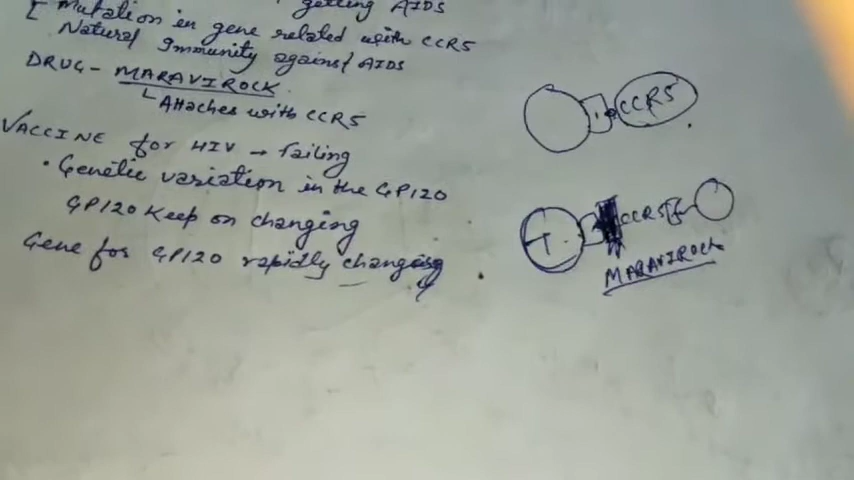 getting AIDS
Mutation in gene related with CCR5
Natural Immunity against AIDS
DRUG - MARAVIROCK
Attaches with CCR5
VACCINE for HIV → Failing
• Genetic variation in the GP120
GP120 Keep on changing
Gene for GP120 rapidly changing
CCR5
T CCR5
MARAVIROCK